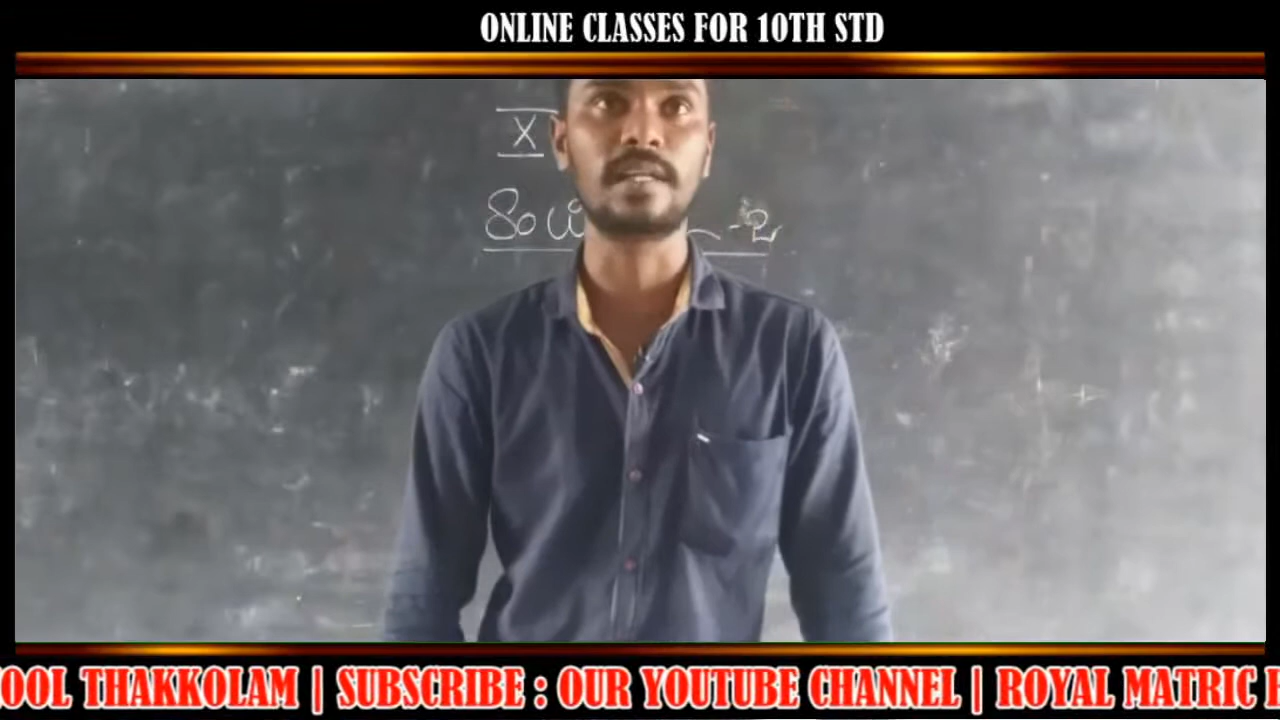 ONLINE CLASSES FOR 10TH STD
X
OOL THAKKOLAM | SUBSCRIBE : OUR YOUTUBE CHANNEL | ROYAL MATRIC